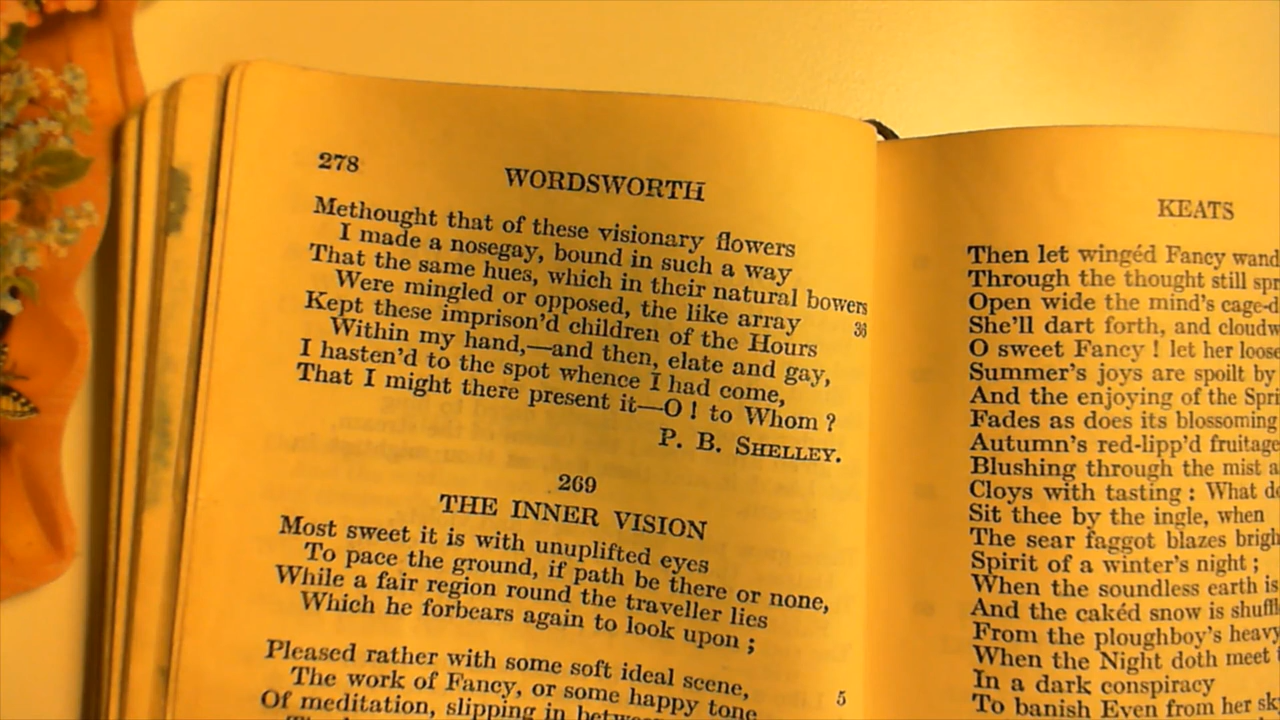 278
WORDSWORTH
Methought that of these visionary flowers
I made a nosegay, bound in such a way
That the same hues, which in their natural bowers
Were mingled or opposed, the like array 36
Kept these imprison'd children of the Hours
Within my hand,—and then, elate and gay,
I hasten'd to the spot whence I had come,
That I might there present it—O ! to Whom ?
P. B. SHELLEY.
269
THE INNER VISION
Most sweet it is with unuplifted eyes
To pace the ground, if path be there or none,
While a fair region round the traveller lies
Which he forbears again to look upon ;
Pleased rather with some soft ideal scene,
The work of Fancy, or some happy tone 5
Of meditation, slipping in
KEATS
Then let wingéd Fancy
Through the thought still
Open wide the mind's
She'll dart forth, and
O sweet Fancy ! let her loose
Summer's joys are spoilt by
And the enjoying of the
Fades as does its blossoming
Autumn's red-lipp'd fruitage
Blushing through the mist
Cloys with tasting : What
Sit thee by the ingle, when
The sear faggot blazes
Spirit of a winter's night ;
When the soundless earth is
And the cakéd snow is
From the ploughboy's heavy
When the Night doth meet
In a dark conspiracy
To banish Even from her